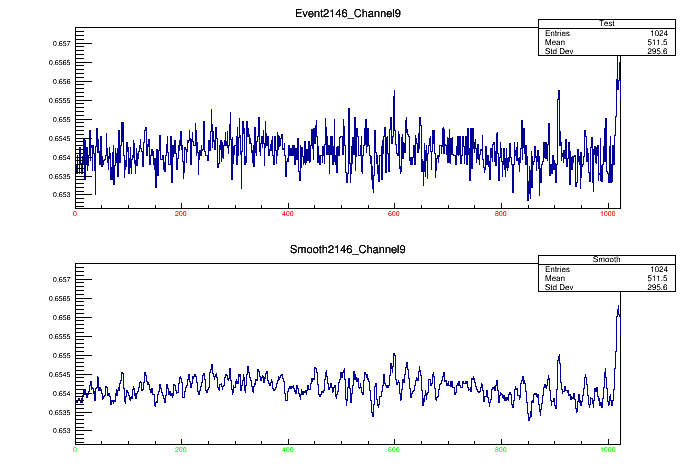 Event2146_Channel9
Test
Entries 1024
Mean 511.5
Std Dev 295.6
0.657
0.6565
0.656
0.6555
0.655
0.6545
0.654
0.6535
0.653
0 200 400 600 800 1000
Smooth2146_Channel9
Smooth
Entries 1024
Mean 511.5
Std Dev 295.6
0.657
0.6565
0.656
0.6555
0.655
0.6545
0.654
0.6535
0.653
0 200 400 600 800 1000